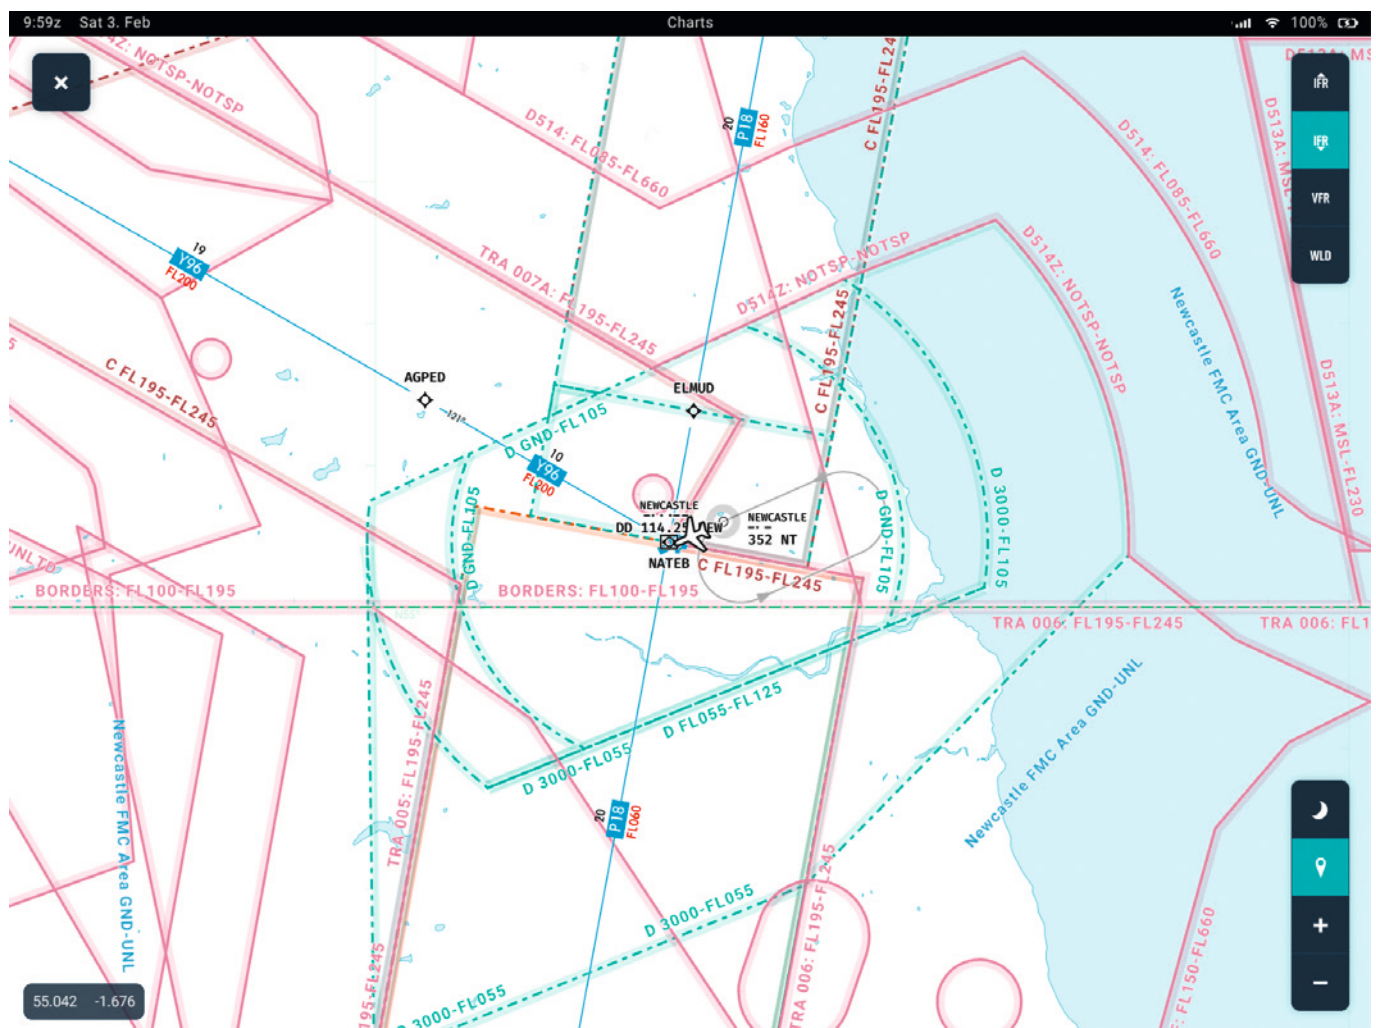 9:59z Sat 3. Feb
Charts
100%
IFR
IFR
VFR
WLD
NOTSP-NOTSP
D514: FL085-FL660
20
P18
FL160
C FL195-FL245
D514: FL085-FL660
19
Y96
FL200
TRA 007A: FL195-FL245
D514Z: NOTSP-NOTSP
D514Z: NOTSP-NOTSP
C FL195-FL245
Newcastle FMC Area GND-UNL
D513A: MSL-FL230
C FL195-FL245
AGPED
121°
ELMUD
D GND-FL105
10
Y96
FL200
D GND-FL105
NEWCASTLE
DD 114.25
NATEB
NEWCASTLE
352 NT
D GND-FL105
D 3000-FL105
C FL195-FL245
BORDERS: FL100-FL195
BORDERS: FL100-FL195
N55°
TRA 006: FL195-FL245
TRA 006: FL1
D FL055-FL125
D 3000-FL055
TRA 005: FL195-FL245
Newcastle FMC Area GND-UNL
Newcastle FMC Area GND-UNL
20
P18
FL060
D 3000-FL055
TRA 006: FL195-FL245
FL150-FL660
195-FL245
3000-FL055
55.042 -1.676